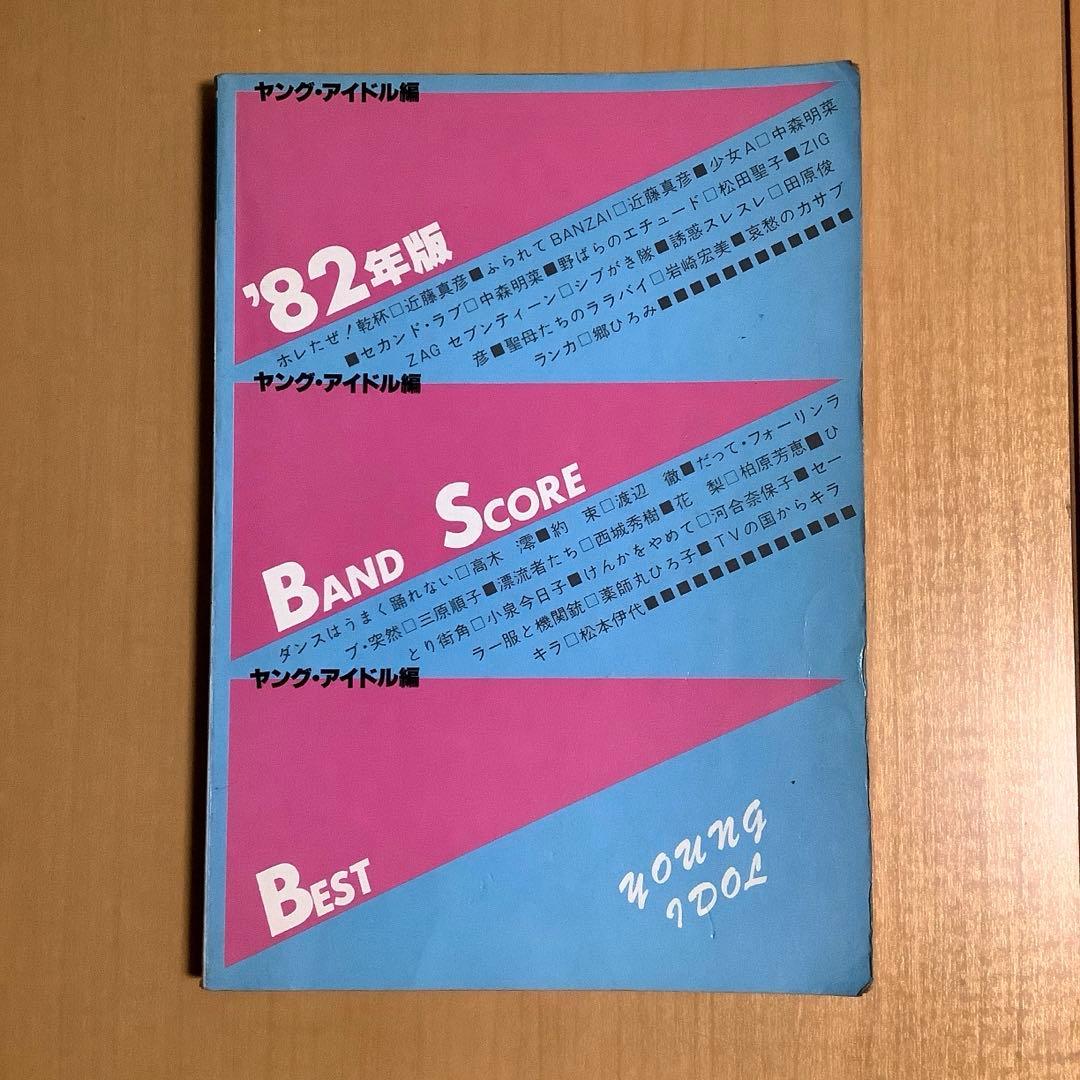 ヤング・アイドル編
'82年版
ホレたぜ！乾杯□近藤真彦■ふられてBANZAI□近藤真彦■少女A□中森明菜
■セカンド・ラブ□中森明菜■野ばらのエチュード□松田聖子■ZIG
ZAG セブンティーン□シブがき隊■誘惑スレスレ□田原俊
彦■聖母たちのララバイ□岩崎宏美■哀愁のカサブ
ランカ□郷ひろみ■■■■■■■■■■■
ヤング・アイドル編
BAND SCORE
ダンスはうまく踊れない□高木 澪■約 束□渡辺 徹■だって・フォーリンラ
ブ・突然□三原順子■漂流者たち□西城秀樹■花 梨□柏原芳恵■ひ
とり街角□小泉今日子■けんかをやめて□河合奈保子■セー
ラー服と機関銃□薬師丸ひろ子■TVの国からキラ
キラ□松本伊代■■■■■■■■■■■■
ヤング・アイドル編
BEST
YOUNG
IDOL